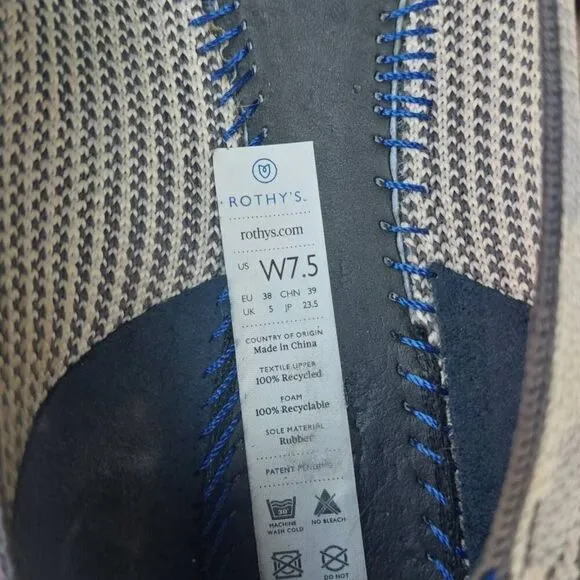 ROTHY'S
rothys.com
US W7.5
EU 38 CHN 39
UK 5 JP 23.5
COUNTRY OF ORIGIN
Made in China
TEXTILE UPPER
100% Recycled
FOAM
100% Recyclable
SOLE MATERIAL
Rubber
PATENT PENDING
30°
MACHINE
WASH COLD
NO BLEACH
DO NOT